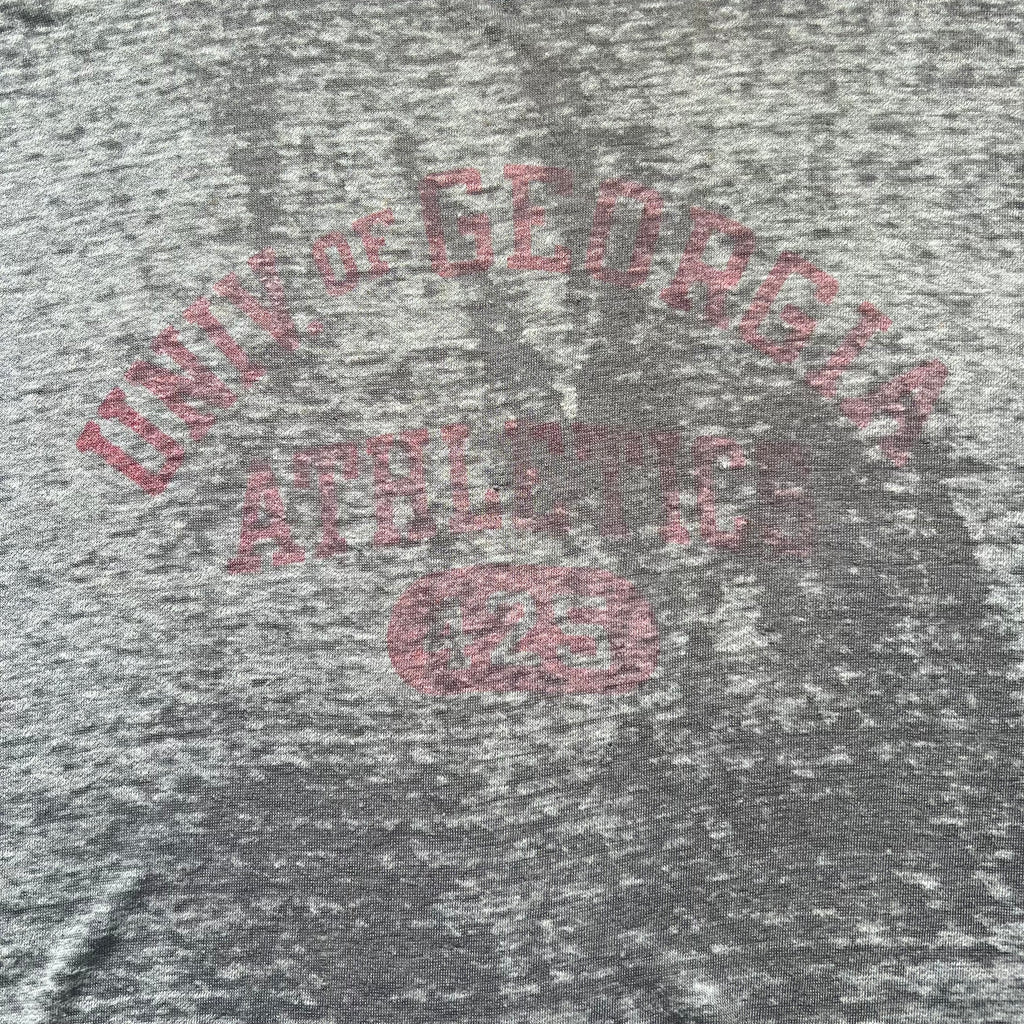 UNIV. OF GEORGIA
ATHLETICS
425